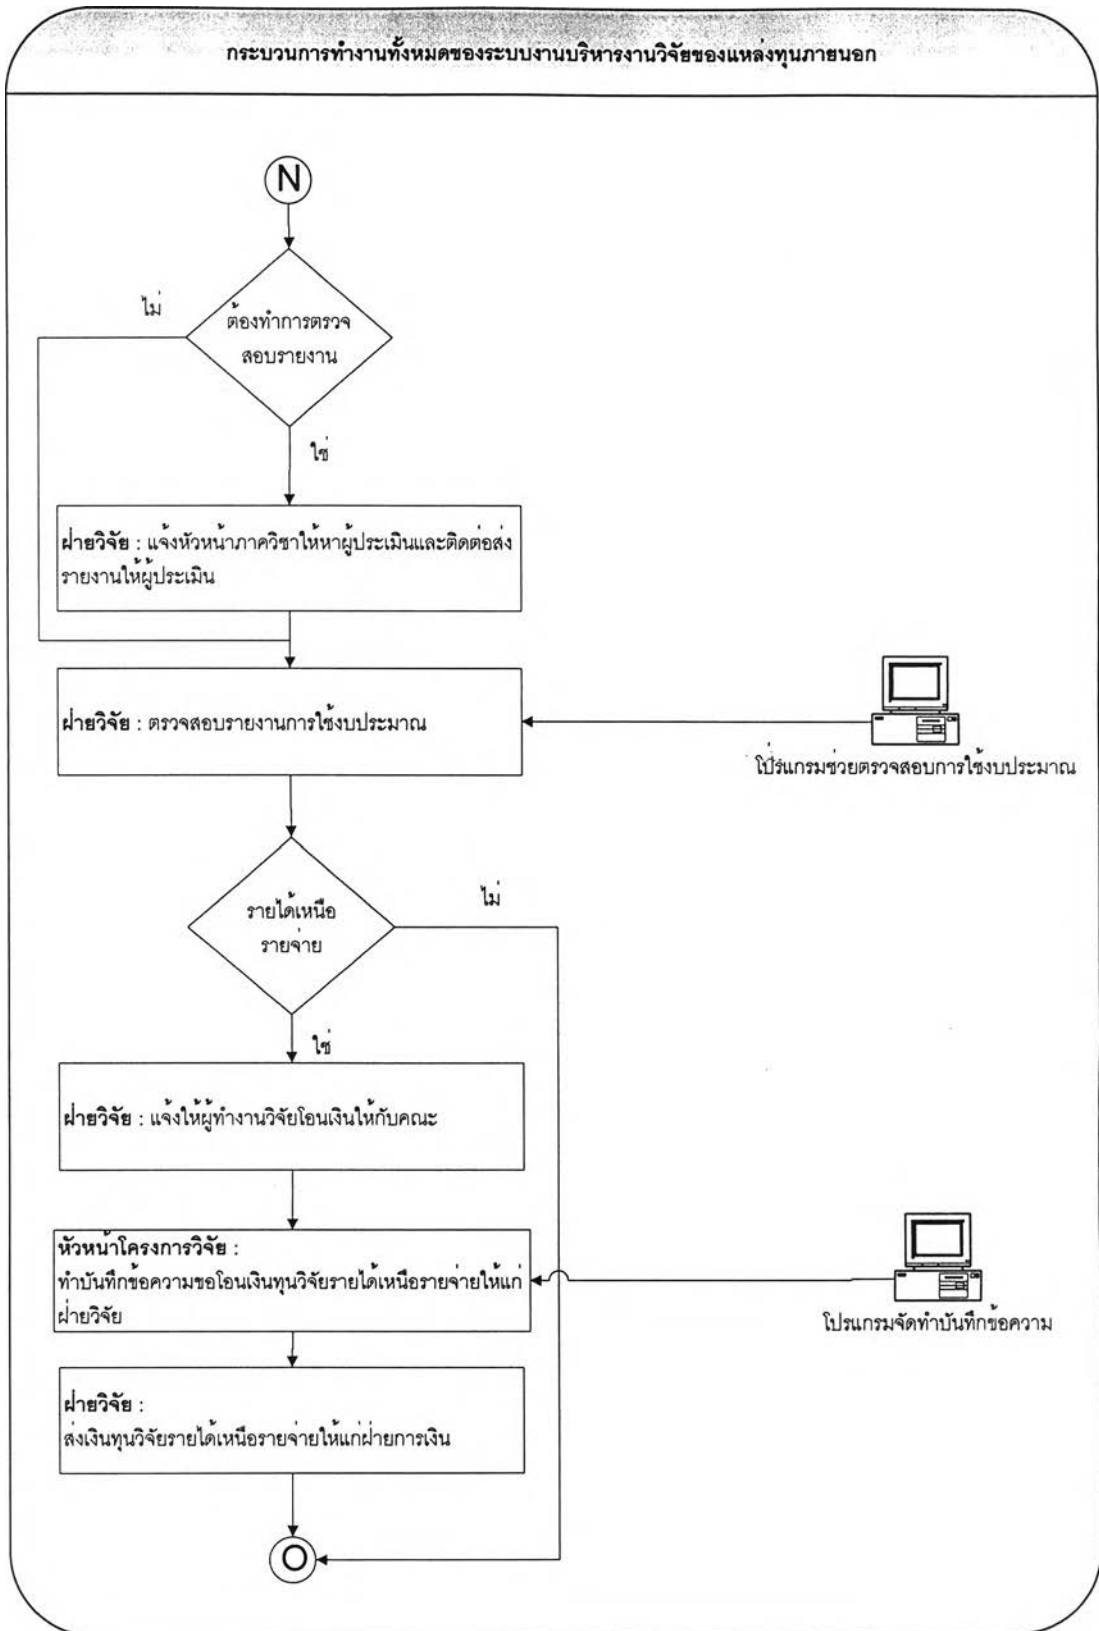 กระบวนการทำงานทั้งหมดของระบบงานบริหารงานวิจัยของแหล่งทุนภายนอก
N
ไม่
ต้องทำการตรวจ
สอบรายงาน
ใช่
ฝ่ายวิจัย : แจ้งหัวหน้าภาควิชาให้หาผู้ประเมินและติดต่อส่ง
รายงานให้ผู้ประเมิน
ฝ่ายวิจัย : ตรวจสอบรายงานการใช้งบประมาณ
โปรแกรมช่วยตรวจสอบการใช้งบประมาณ
ไม่
รายได้เหนือ
รายจ่าย
ใช่
ฝ่ายวิจัย : แจ้งให้ผู้ทำงานวิจัยโอนเงินให้กับคณะ
หัวหน้าโครงการวิจัย :
ทำบันทึกข้อความขอโอนเงินทุนวิจัยรายได้เหนือรายจ่ายให้แก่
ฝ่ายวิจัย
โปรแกรมจัดทำบันทึกข้อความ
ฝ่ายวิจัย :
ส่งเงินทุนวิจัยรายได้เหนือรายจ่ายให้แก่ฝ่ายการเงิน
O